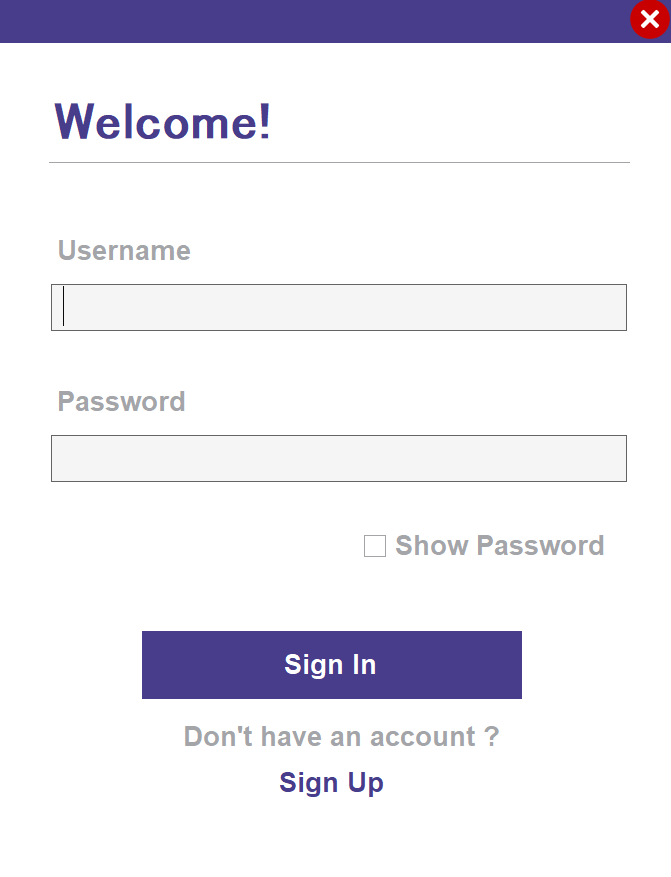 Welcome!
Username
Password
Show Password
Sign In
Don't have an account ?
Sign Up